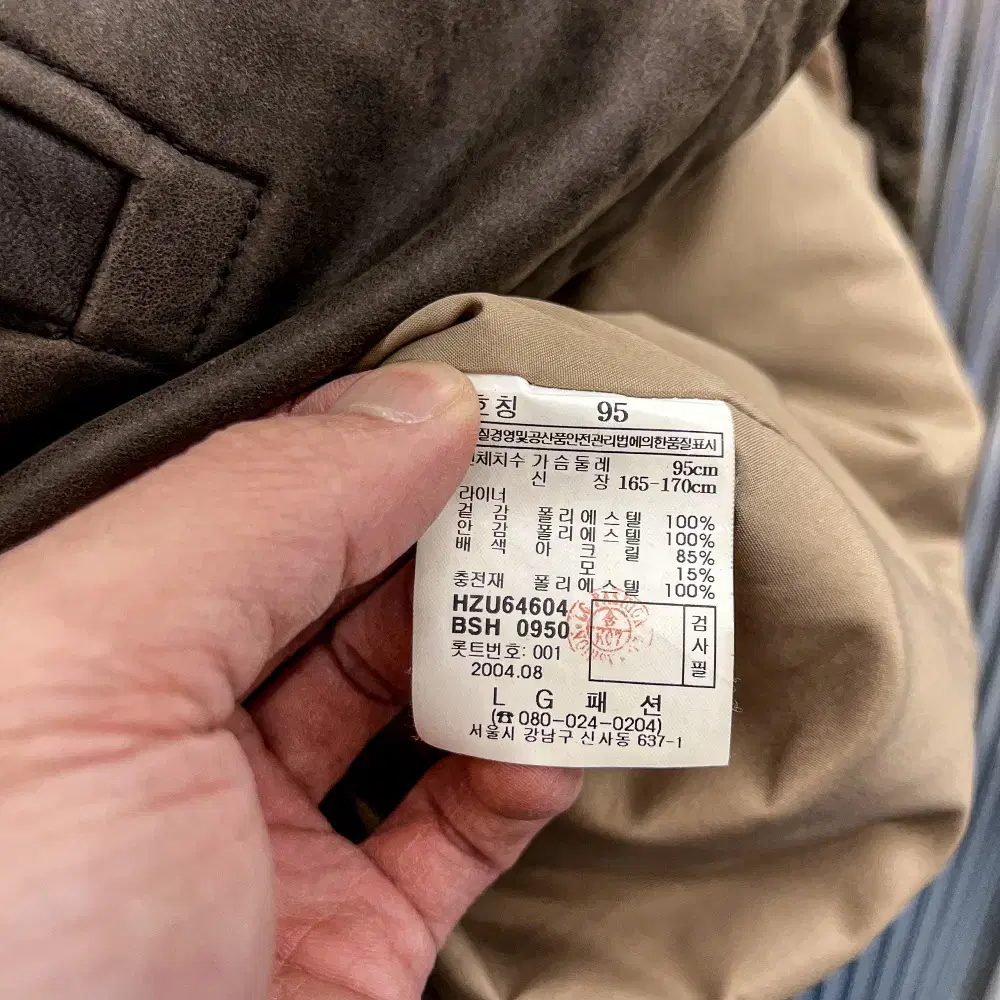 호칭 95
질경영및공산품안전관리법에의한품질표시
신체치수 가슴둘레 95cm
신장 165-170cm
라이너
겉감 폴리에스텔 100%
안감 폴리에스텔 100%
배색 아크릴 85%
모 15%
충전재 폴리에스텔 100%
HZU64604
BSH 0950
검사필
롯트번호: 001
2004.08
LG패션
(☎080-024-0204)
서울시 강남구 신사동 637-1